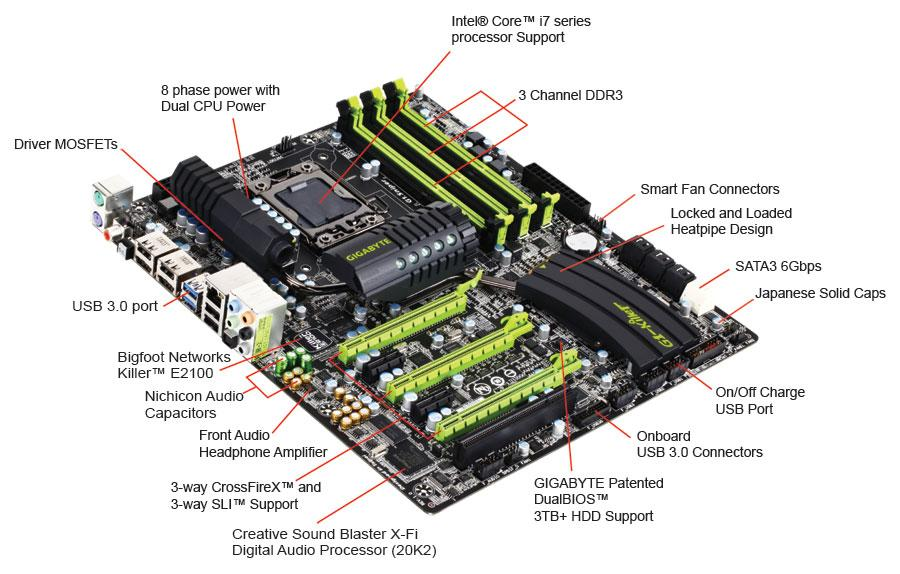 Intel® Core™ i7 series
processor Support
8 phase power with
Dual CPU Power
3 Channel DDR3
Driver MOSFETs
Smart Fan Connectors
Locked and Loaded
Heatpipe Design
G1.Sniper
GIGABYTE
SATA3 6Gbps
USB 3.0 port
Japanese Solid Caps
G1-Killer
Bigfoot Networks
Killer™ E2100
Nichicon Audio
Capacitors
On/Off Charge
USB Port
Front Audio
Headphone Amplifier
Onboard
USB 3.0 Connectors
3-way CrossFireX™ and
3-way SLI™ Support
GIGABYTE Patented
DualBIOS™
3TB+ HDD Support
Creative Sound Blaster X-Fi
Digital Audio Processor (20K2)